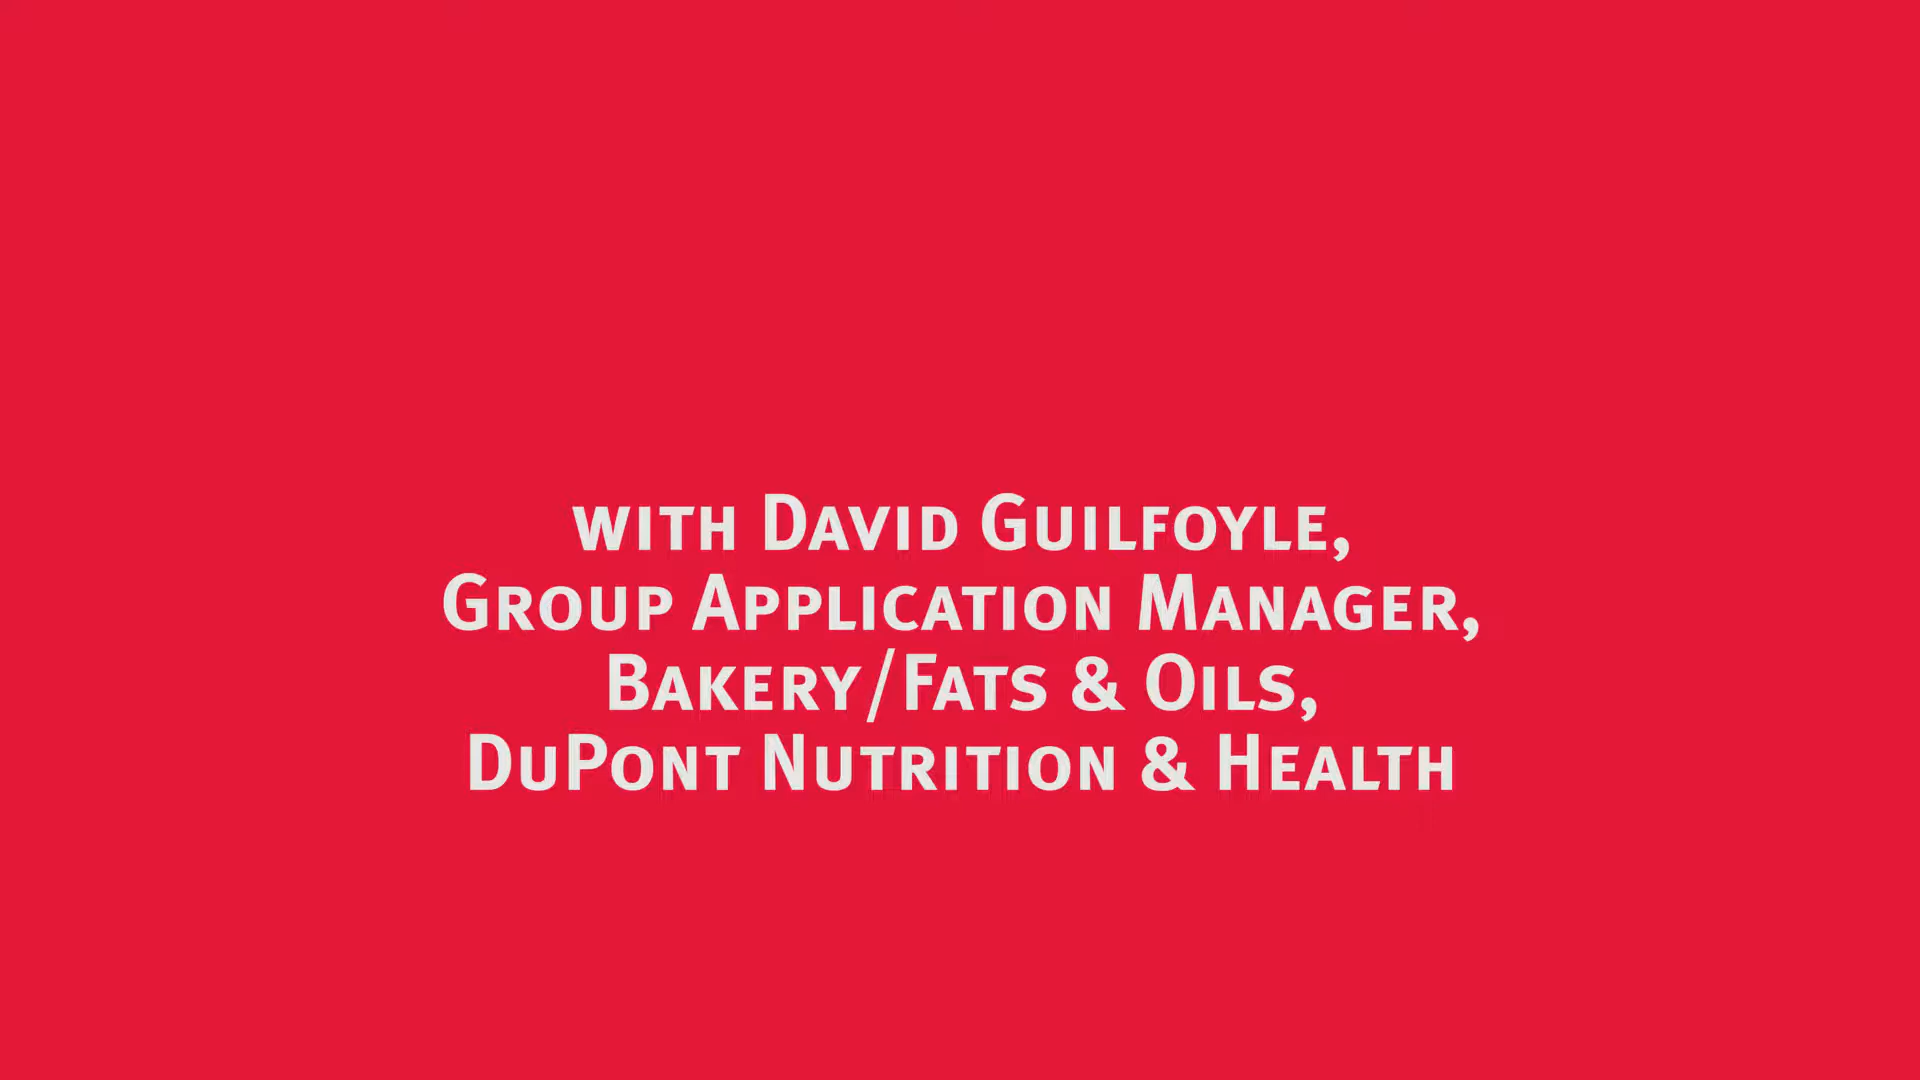 with David Guilfoyle,
Group Application Manager,
Bakery/Fats & Oils,
DuPont Nutrition & Health